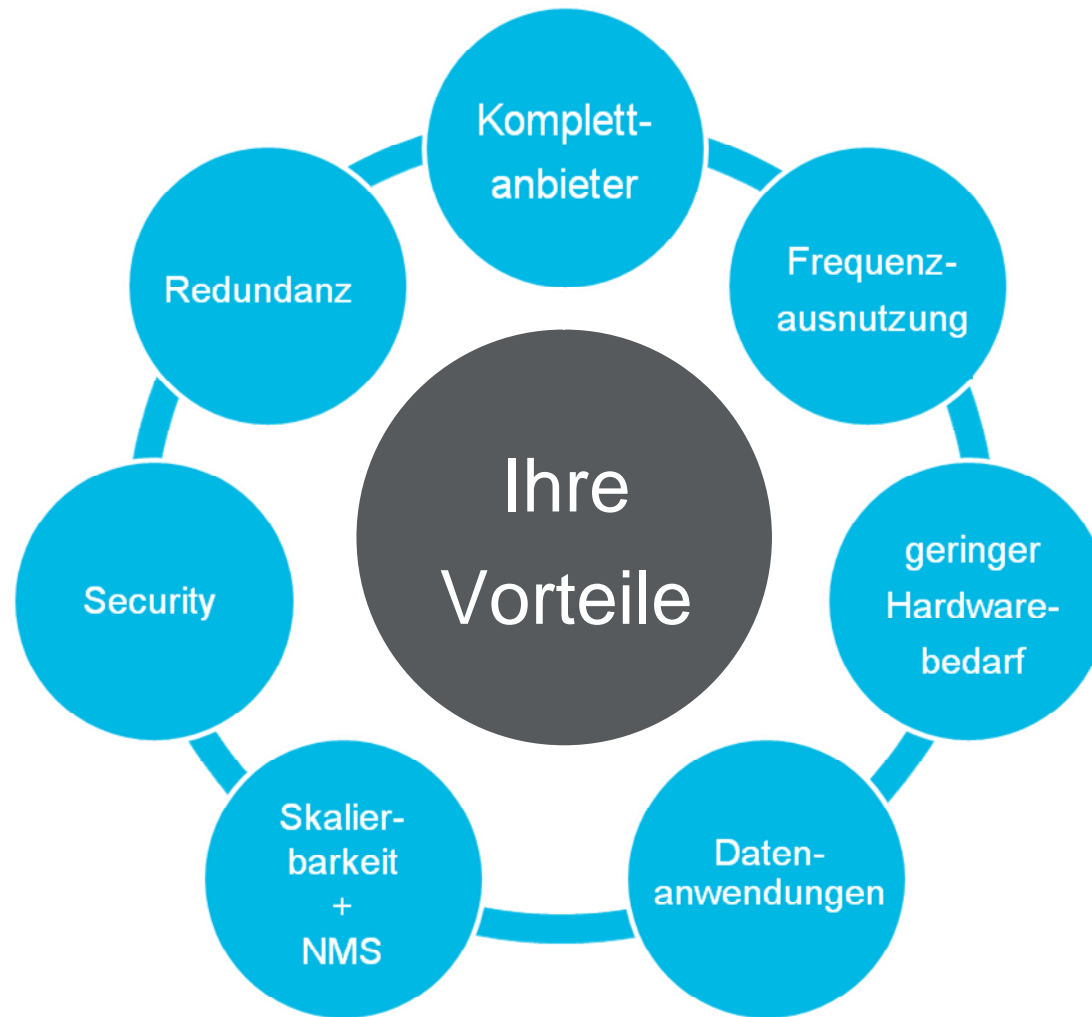 Komplett-
anbieter
Frequenz-
ausnutzung
geringer
Hardware-
bedarf
Daten-
anwendungen
Skalier-
barkeit
+
NMS
Security
Redundanz
Ihre
Vorteile